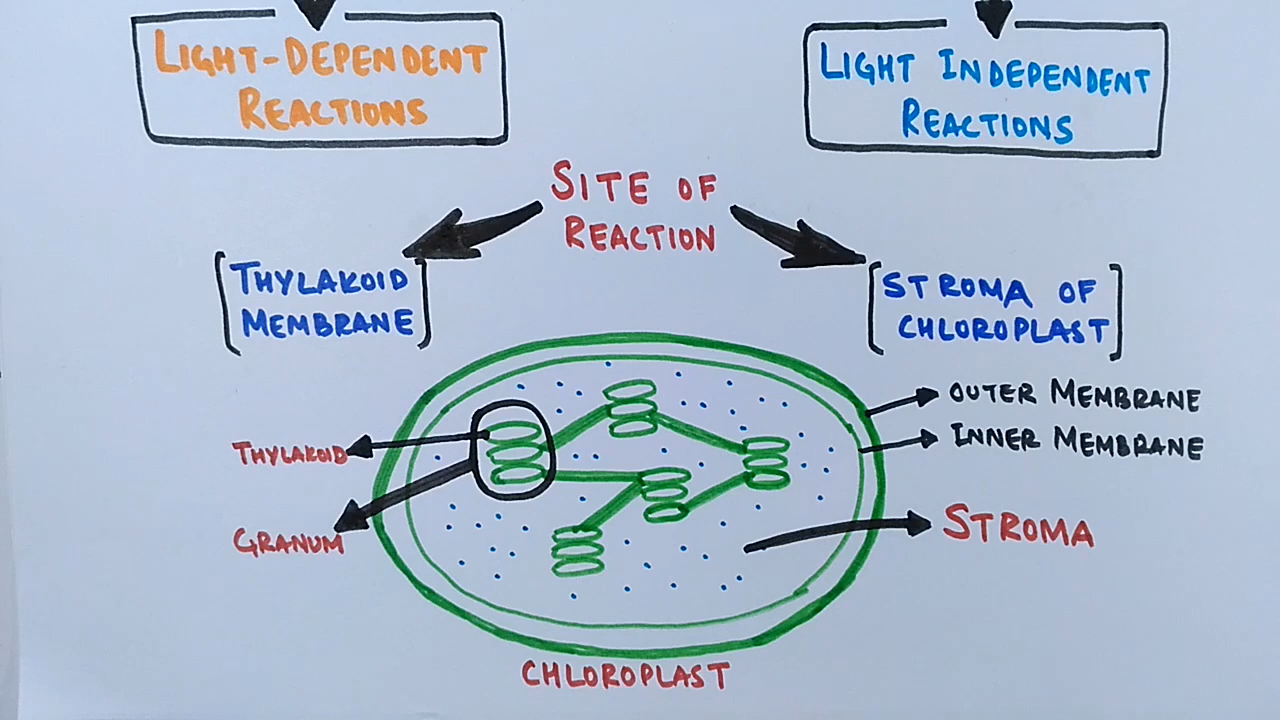 LIGHT-DEPENDENT
REACTIONS
LIGHT INDEPENDENT
REACTIONS
SITE OF
REACTION
THYLAKOID
MEMBRANE
STROMA OF
CHLOROPLAST
OUTER MEMBRANE
INNER MEMBRANE
THYLAKOID
GRANUM
STROMA
CHLOROPLAST